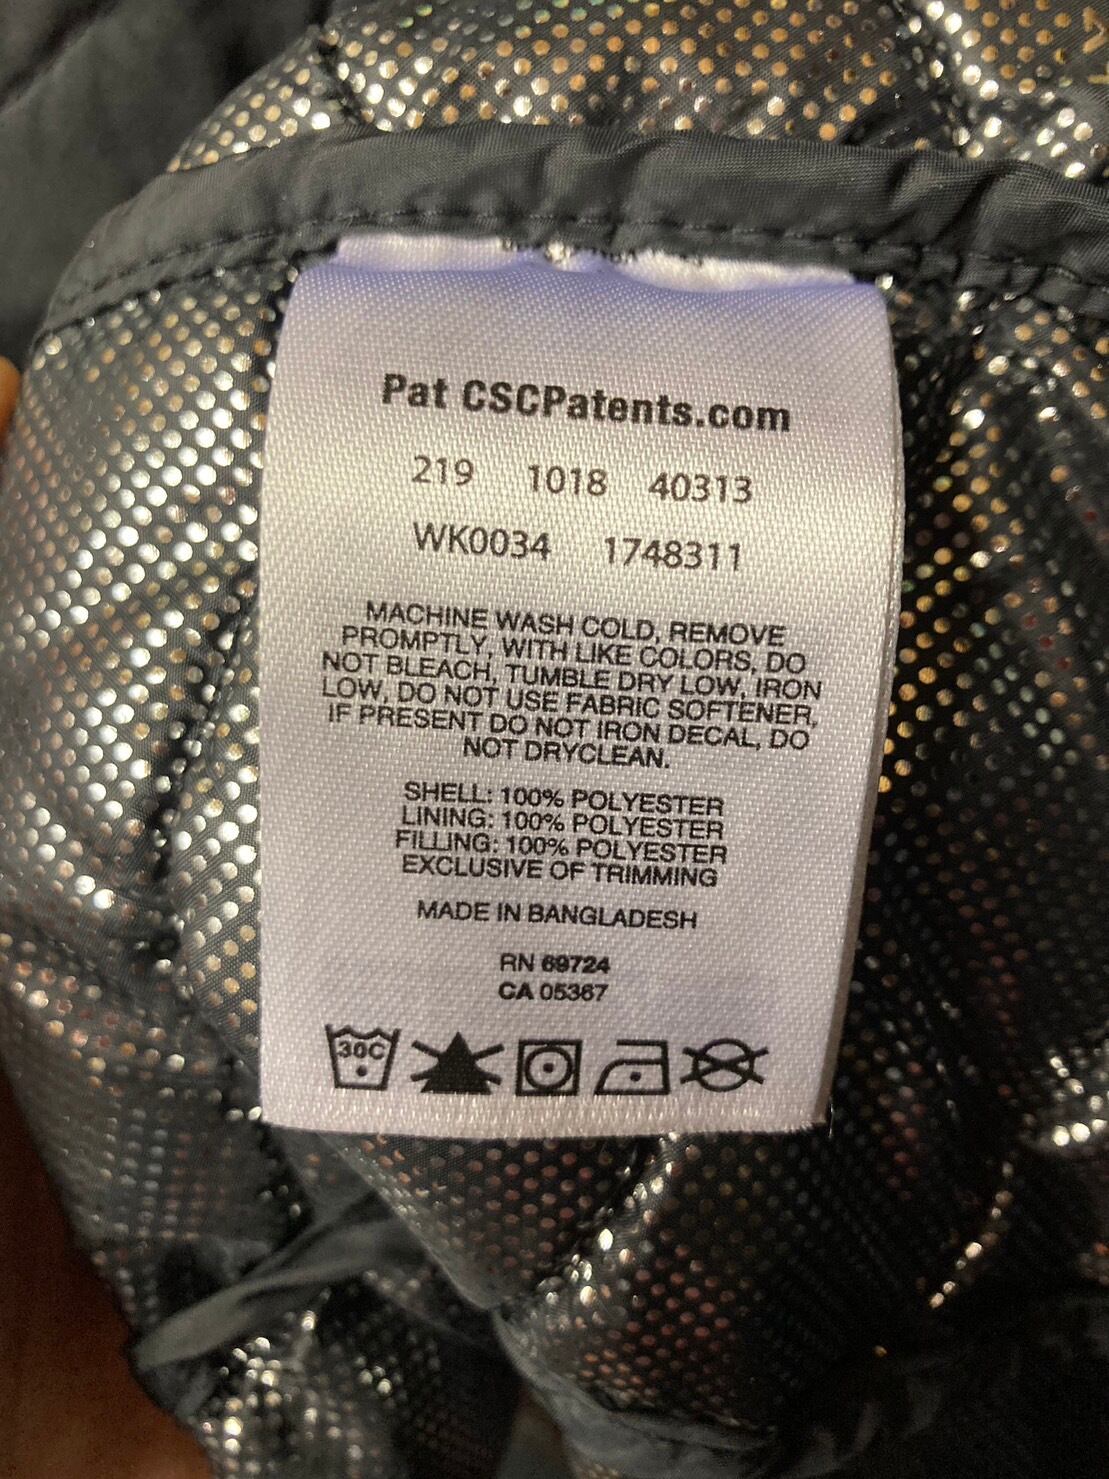 Pat CSCPatents.com
219 1018 40313
WK0034 1748311
MACHINE WASH COLD, REMOVE
PROMPTLY, WITH LIKE COLORS, DO
NOT BLEACH, TUMBLE DRY LOW, IRON
LOW, DO NOT USE FABRIC SOFTENER,
IF PRESENT DO NOT IRON DECAL, DO
NOT DRYCLEAN.
SHELL: 100% POLYESTER
LINING: 100% POLYESTER
FILLING: 100% POLYESTER
EXCLUSIVE OF TRIMMING
MADE IN BANGLADESH
RN 69724
CA 05367
30C